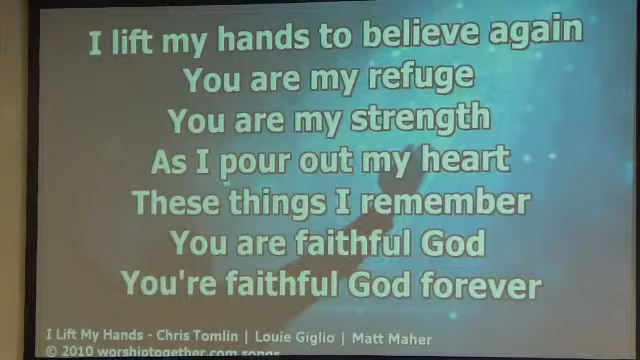 I lift my hands to believe again
You are my refuge
You are my strength
As I pour out my heart
These things I remember
You are faithful God
You're faithful God forever
I Lift My Hands - Chris Tomlin | Louie Giglio | Matt Maher
© 2010 worshiptogether.com songs